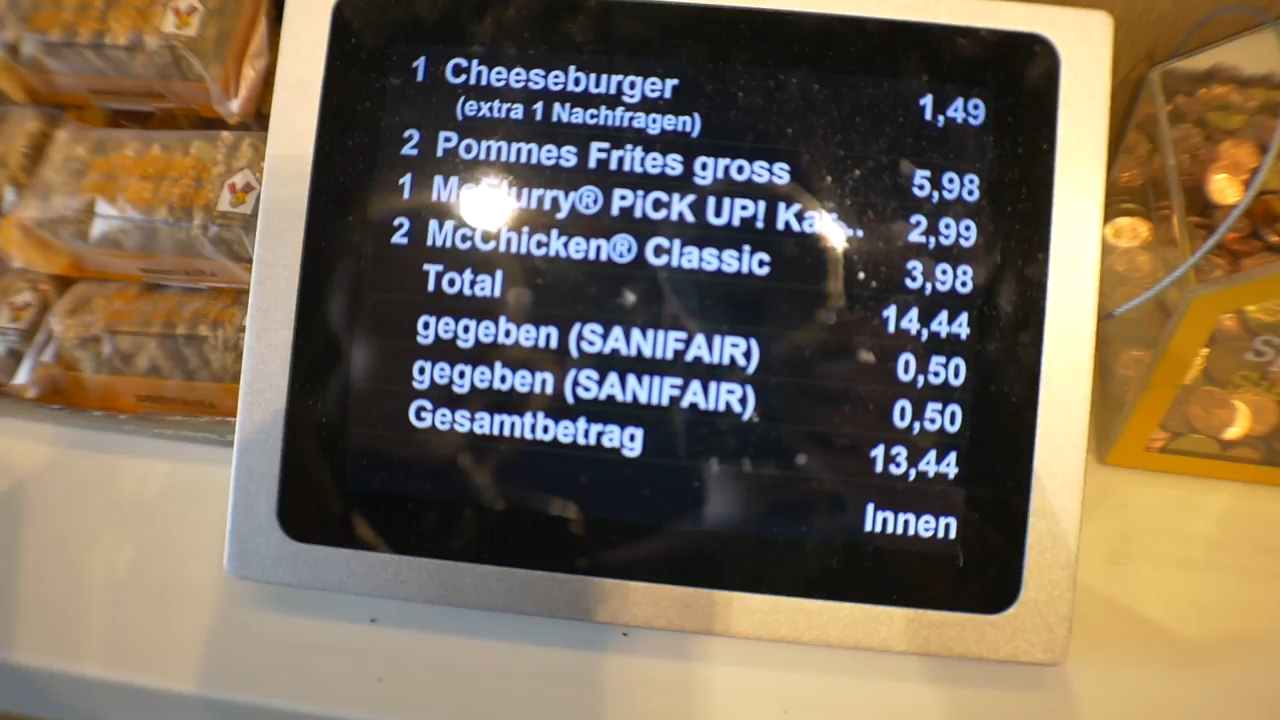 1 Cheeseburger 1,49
(extra 1 Nachfragen)
2 Pommes Frites gross 5,98
1 McFlurry® PiCK UP! Kar... 2,99
2 McChicken® Classic 3,98
Total 14,44
gegeben (SANIFAIR) 0,50
gegeben (SANIFAIR) 0,50
Gesamtbetrag 13,44
Innen